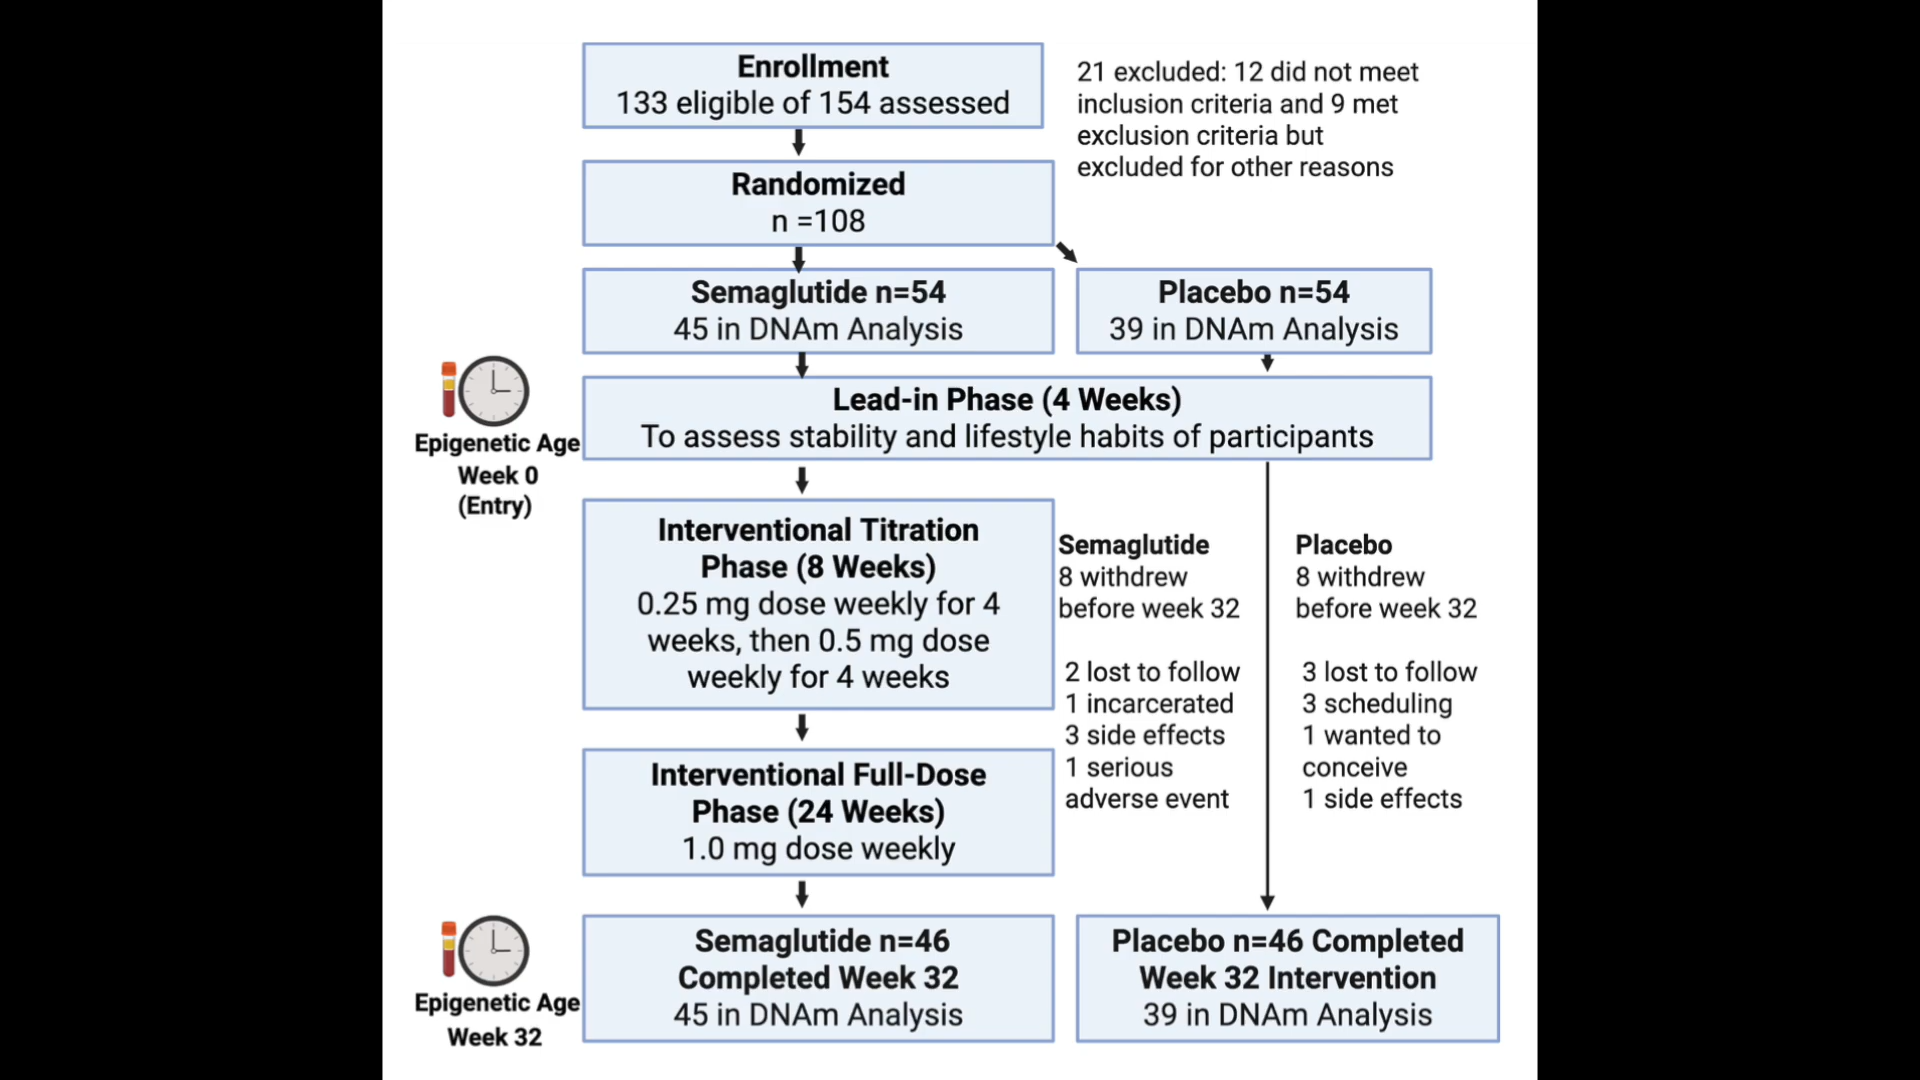 Enrollment
133 eligible of 154 assessed
21 excluded: 12 did not meet
inclusion criteria and 9 met
exclusion criteria but
excluded for other reasons
Randomized
n =108
Semaglutide n=54
45 in DNAm Analysis
Placebo n=54
39 in DNAm Analysis
Epigenetic Age
Week 0
(Entry)
Lead-in Phase (4 Weeks)
To assess stability and lifestyle habits of participants
Interventional Titration
Phase (8 Weeks)
0.25 mg dose weekly for 4
weeks, then 0.5 mg dose
weekly for 4 weeks
Semaglutide
8 withdrew
before week 32
2 lost to follow
1 incarcerated
3 side effects
1 serious
adverse event
Placebo
8 withdrew
before week 32
3 lost to follow
3 scheduling
1 wanted to
conceive
1 side effects
Interventional Full-Dose
Phase (24 Weeks)
1.0 mg dose weekly
Epigenetic Age
Week 32
Semaglutide n=46
Completed Week 32
45 in DNAm Analysis
Placebo n=46 Completed
Week 32 Intervention
39 in DNAm Analysis